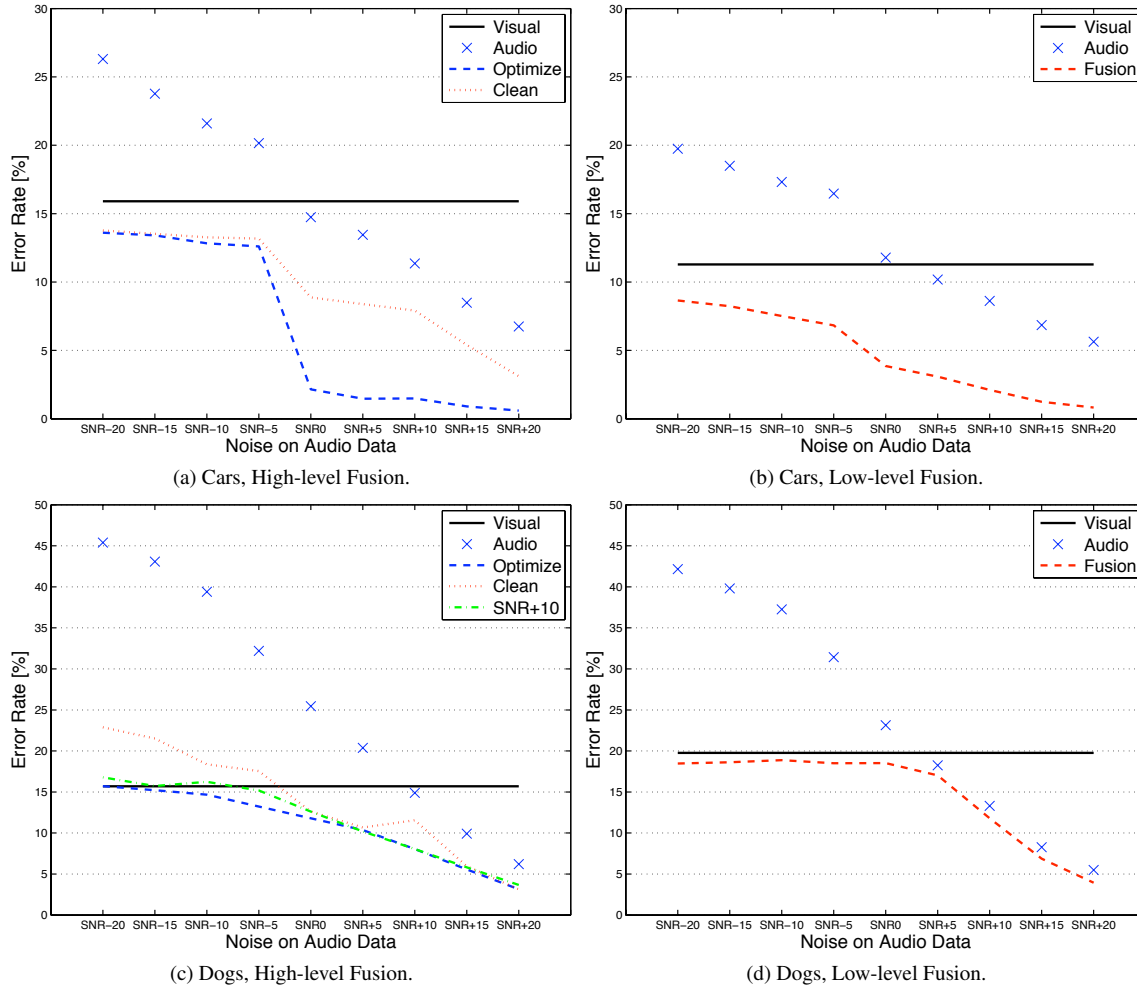 30
25
20
15
10
5
0
Error Rate [%]
Visual
Audio
Optimize
Clean
SNR−20 SNR−15 SNR−10 SNR−5 SNR0 SNR+5 SNR+10 SNR+15 SNR+20
Noise on Audio Data
(a) Cars, High-level Fusion.
30
25
20
15
10
5
0
Error Rate [%]
Visual
Audio
Fusion
SNR−20 SNR−15 SNR−10 SNR−5 SNR0 SNR+5 SNR+10 SNR+15 SNR+20
Noise on Audio Data
(b) Cars, Low-level Fusion.
50
45
40
35
30
25
20
15
10
5
0
Error Rate [%]
Visual
Audio
Optimize
Clean
SNR+10
SNR−20 SNR−15 SNR−10 SNR−5 SNR0 SNR+5 SNR+10 SNR+15 SNR+20
Noise on Audio Data
(c) Dogs, High-level Fusion.
50
45
40
35
30
25
20
15
10
5
0
Error Rate [%]
Visual
Audio
Fusion
SNR−20 SNR−15 SNR−10 SNR−5 SNR0 SNR+5 SNR+10 SNR+15 SNR+20
Noise on Audio Data
(d) Dogs, Low-level Fusion.